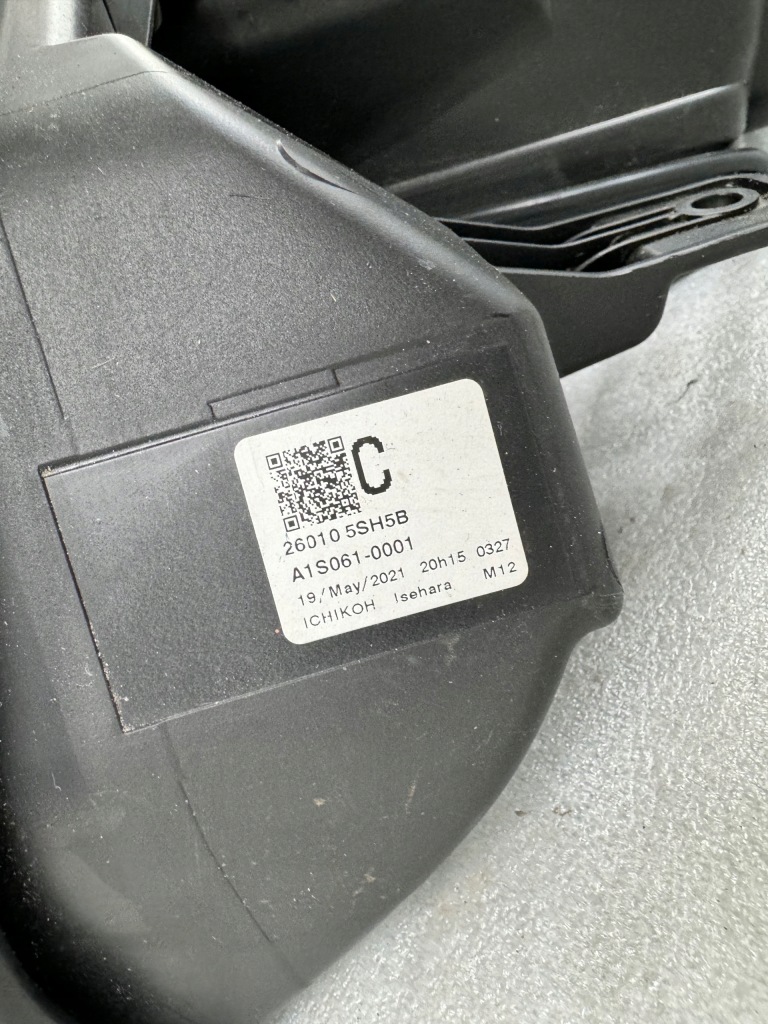 C
26010 5SH5B
A1S061-0001
19/May/2021 20h15 0327
ICHIKOH Isehara M12